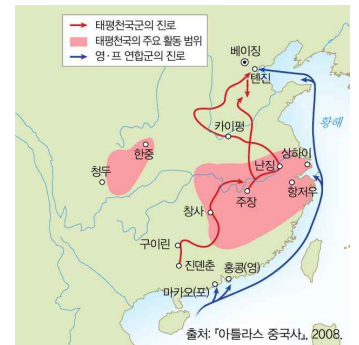 태평천국군의 진로
태평천국의 주요 활동 범위
영·프 연합군의 진로
베이징
톈진
황해
카이펑
한중
청두
난징
상하이
주장
항저우
창사
구이린
진톈춘
홍콩(영)
마카오(포)
출처: 『아틀라스 중국사』, 2008.